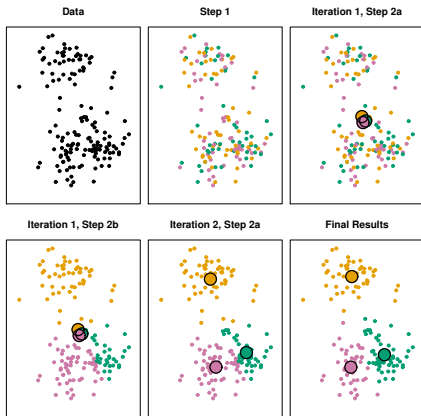 Data
Step 1
Iteration 1, Step 2a
Iteration 1, Step 2b
Iteration 2, Step 2a
Final Results